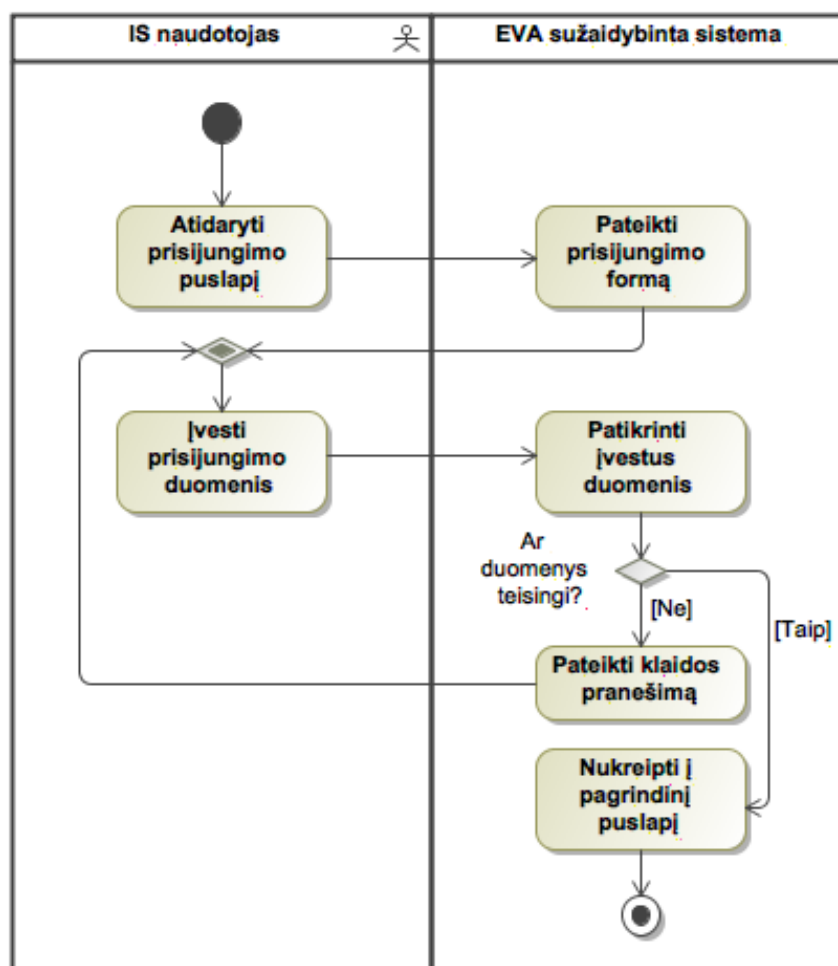 IS naudotojas
EVA sužaidybinta sistema
Atidaryti
prisijungimo
puslapį
Pateikti
prisijungimo
formą
Įvesti
prisijungimo
duomenis
Patikrinti
įvestus
duomenis
Ar
duomenys
teisingi?
[Ne]
[Taip]
Pateikti klaidos
pranešimą
Nukreipti į
pagrindinį
puslapį